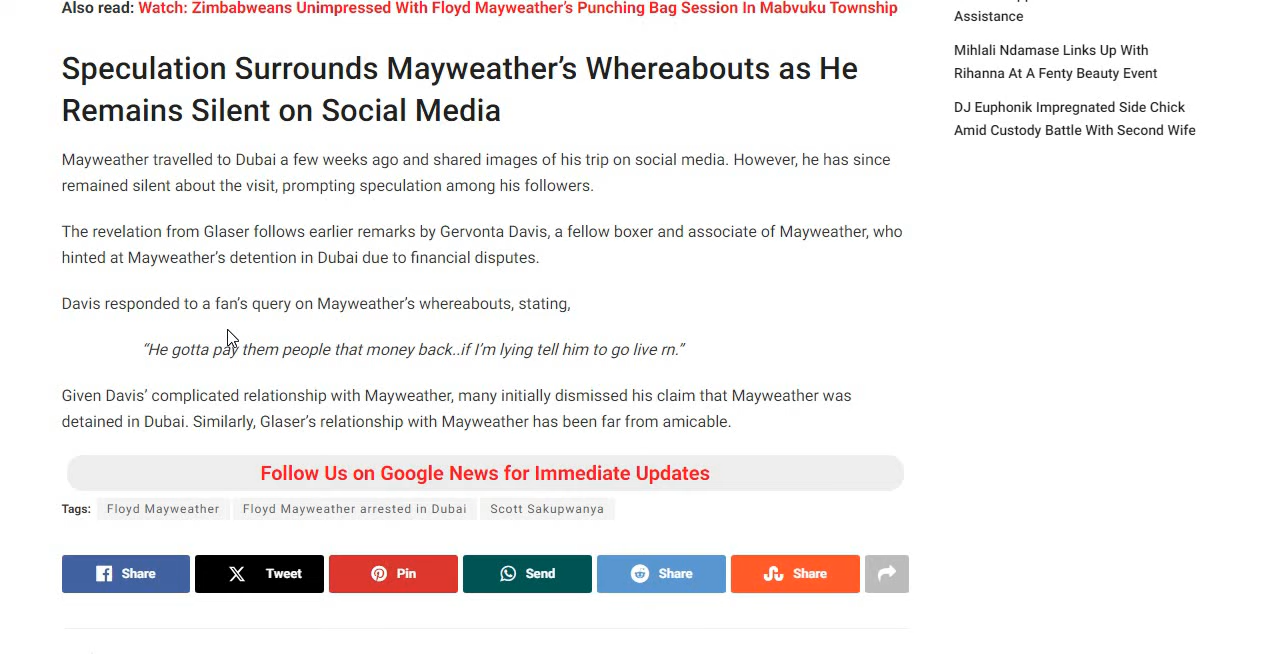 Also read: Watch: Zimbabweans Unimpressed With Floyd Mayweather's Punching Bag Session In Mabvuku Township
Speculation Surrounds Mayweather's Whereabouts as He
Remains Silent on Social Media
Mayweather travelled to Dubai a few weeks ago and shared images of his trip on social media. However, he has since
remained silent about the visit, prompting speculation among his followers.
The revelation from Glaser follows earlier remarks by Gervonta Davis, a fellow boxer and associate of Mayweather, who
hinted at Mayweather's detention in Dubai due to financial disputes.
Davis responded to a fan's query on Mayweather's whereabouts, stating,
“He gotta pay them people that money back..if I'm lying tell him to go live rn.”
Given Davis' complicated relationship with Mayweather, many initially dismissed his claim that Mayweather was
detained in Dubai. Similarly, Glaser's relationship with Mayweather has been far from amicable.
Follow Us on Google News for Immediate Updates
Tags: Floyd Mayweather Floyd Mayweather arrested in Dubai Scott Sakupwanya
Share Tweet Pin Send Share Share
Assistance
Mihlali Ndamase Links Up With
Rihanna At A Fenty Beauty Event
DJ Euphonik Impregnated Side Chick
Amid Custody Battle With Second Wife